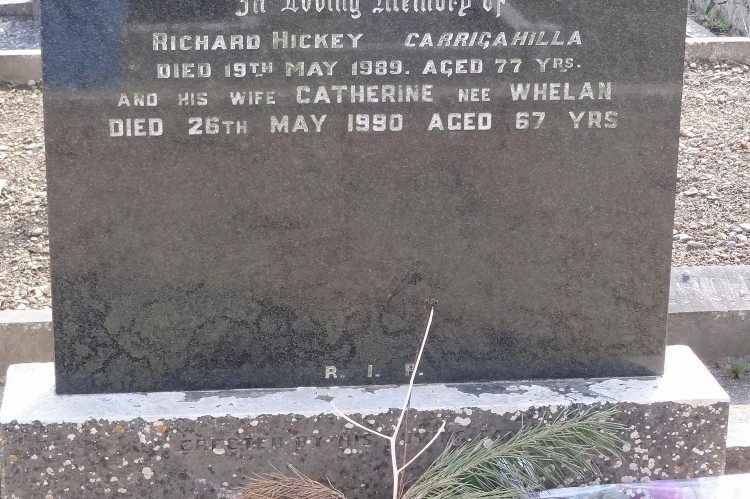 In Loving Memory of
RICHARD HICKEY CARRIGAHILLA
DIED 19TH MAY 1989. AGED 77 YRS.
AND HIS WIFE CATHERINE NEE WHELAN
DIED 26TH MAY 1990 AGED 67 YRS
R. I. P.
ERECTED BY HIS